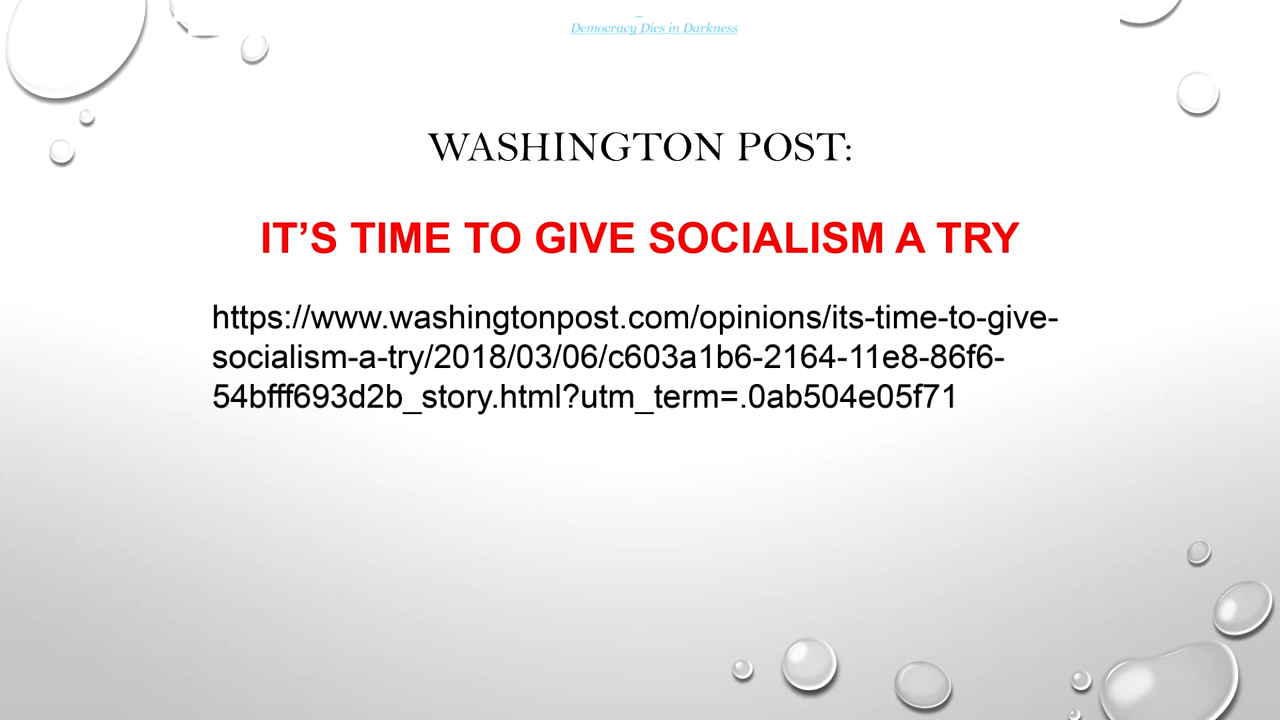 Democracy Dies in Darkness
WASHINGTON POST:
IT’S TIME TO GIVE SOCIALISM A TRY
https://www.washingtonpost.com/opinions/its-time-to-give-
socialism-a-try/2018/03/06/c603a1b6-2164-11e8-86f6-
54bfff693d2b_story.html?utm_term=.0ab504e05f71